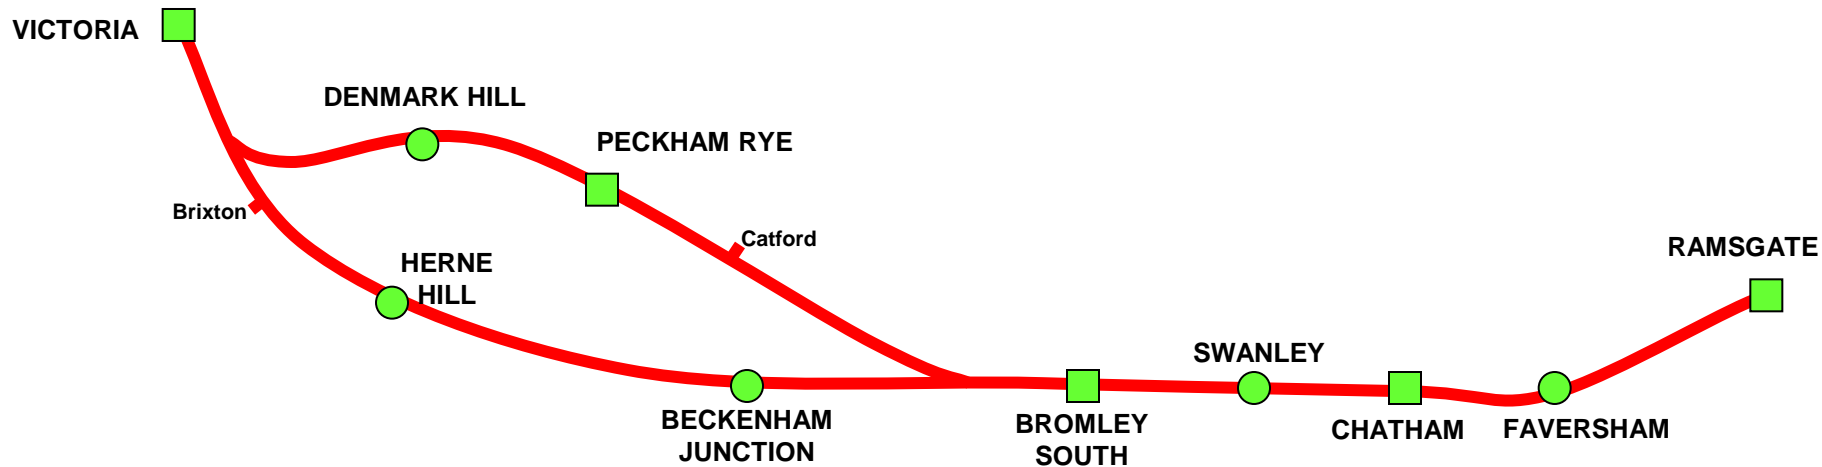 VICTORIA
DENMARK HILL
PECKHAM RYE
Brixton
Catford
HERNE
HILL
RAMSGATE
SWANLEY
BECKENHAM
JUNCTION
BROMLEY
SOUTH
CHATHAM
FAVERSHAM